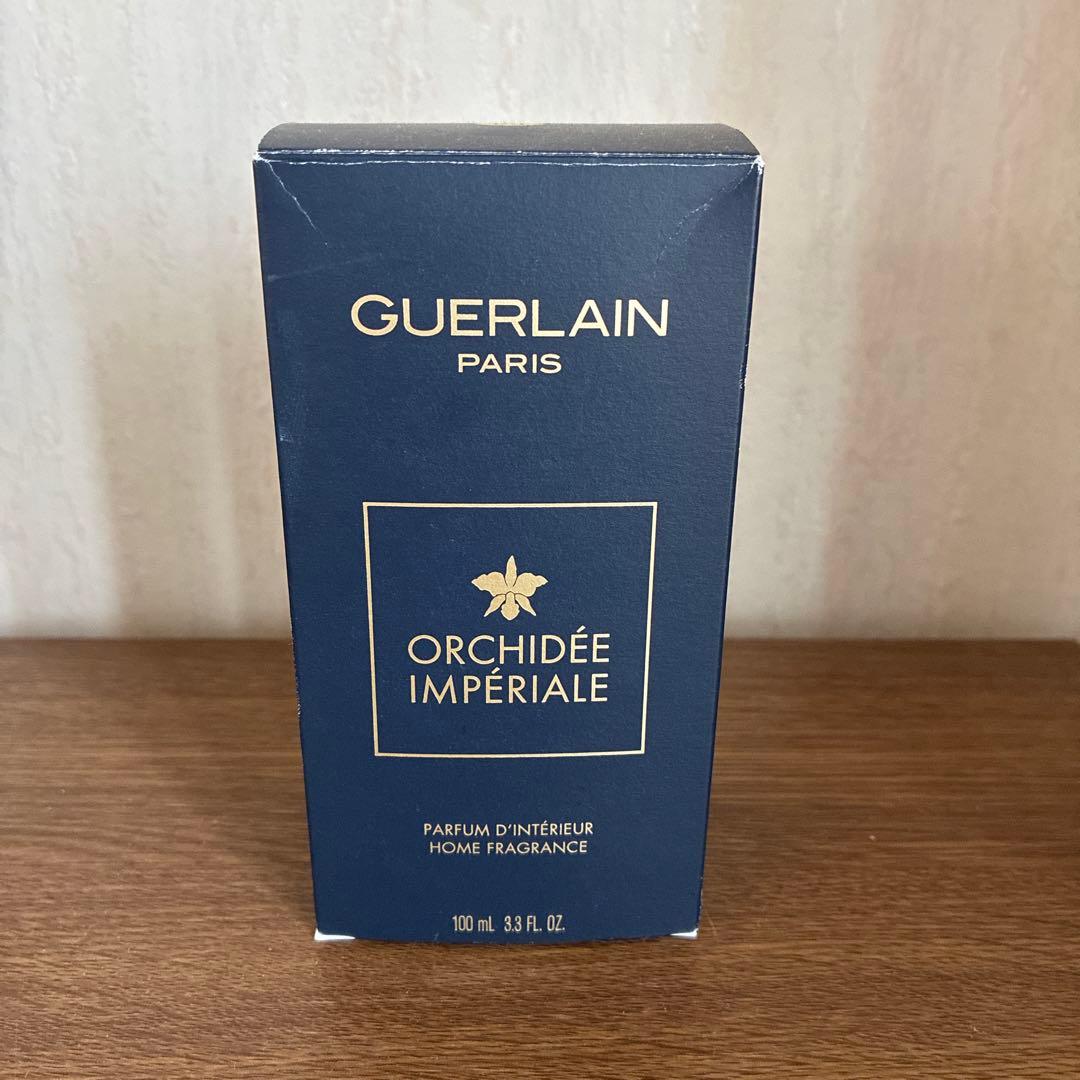 GUERLAIN
PARIS
ORCHIDÉE
IMPÉRIALE
PARFUM D'INTÉRIEUR
HOME FRAGRANCE
100 mL 3.3 FL. OZ.